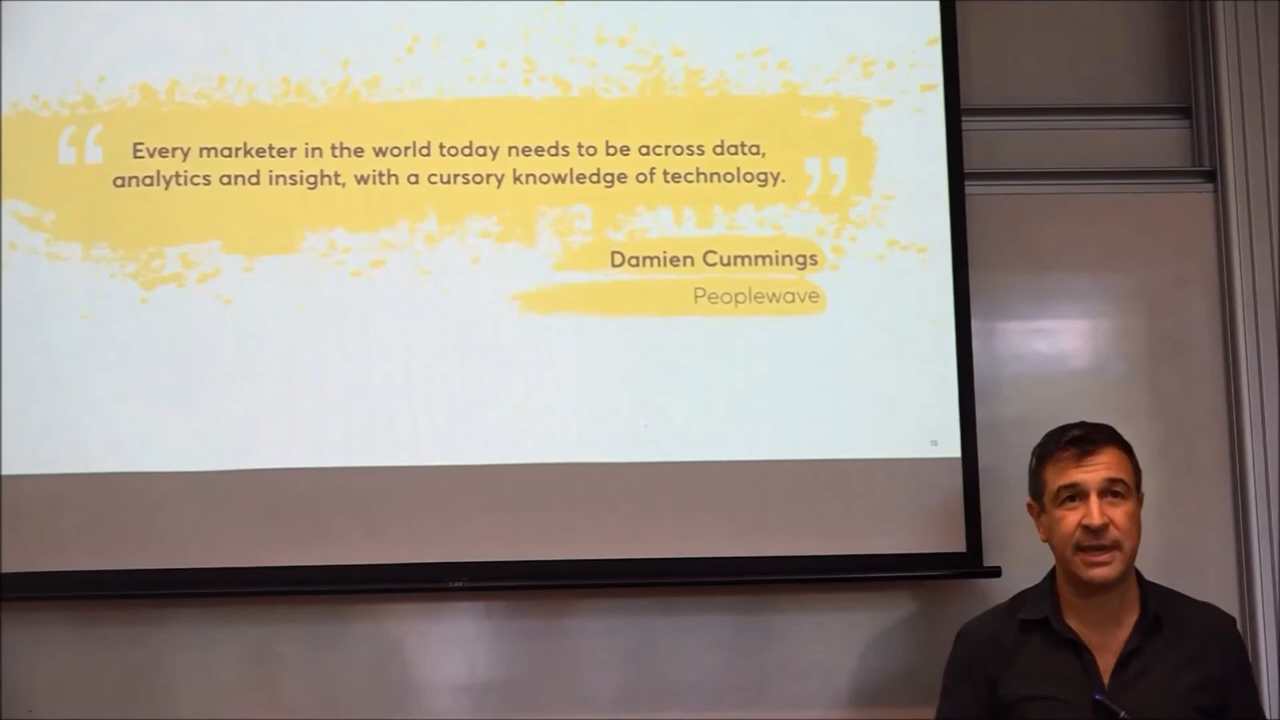 “ Every marketer in the world today needs to be across data,
analytics and insight, with a cursory knowledge of technology. ”
Damien Cummings
Peoplewave